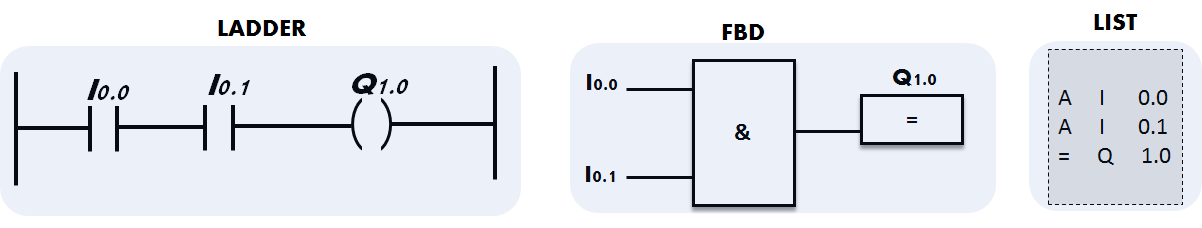 LADDER
I0.0
I0.1
Q1.0
FBD
I0.0
I0.1
&
Q1.0
=
LIST
A I 0.0
A I 0.1
= Q 1.0